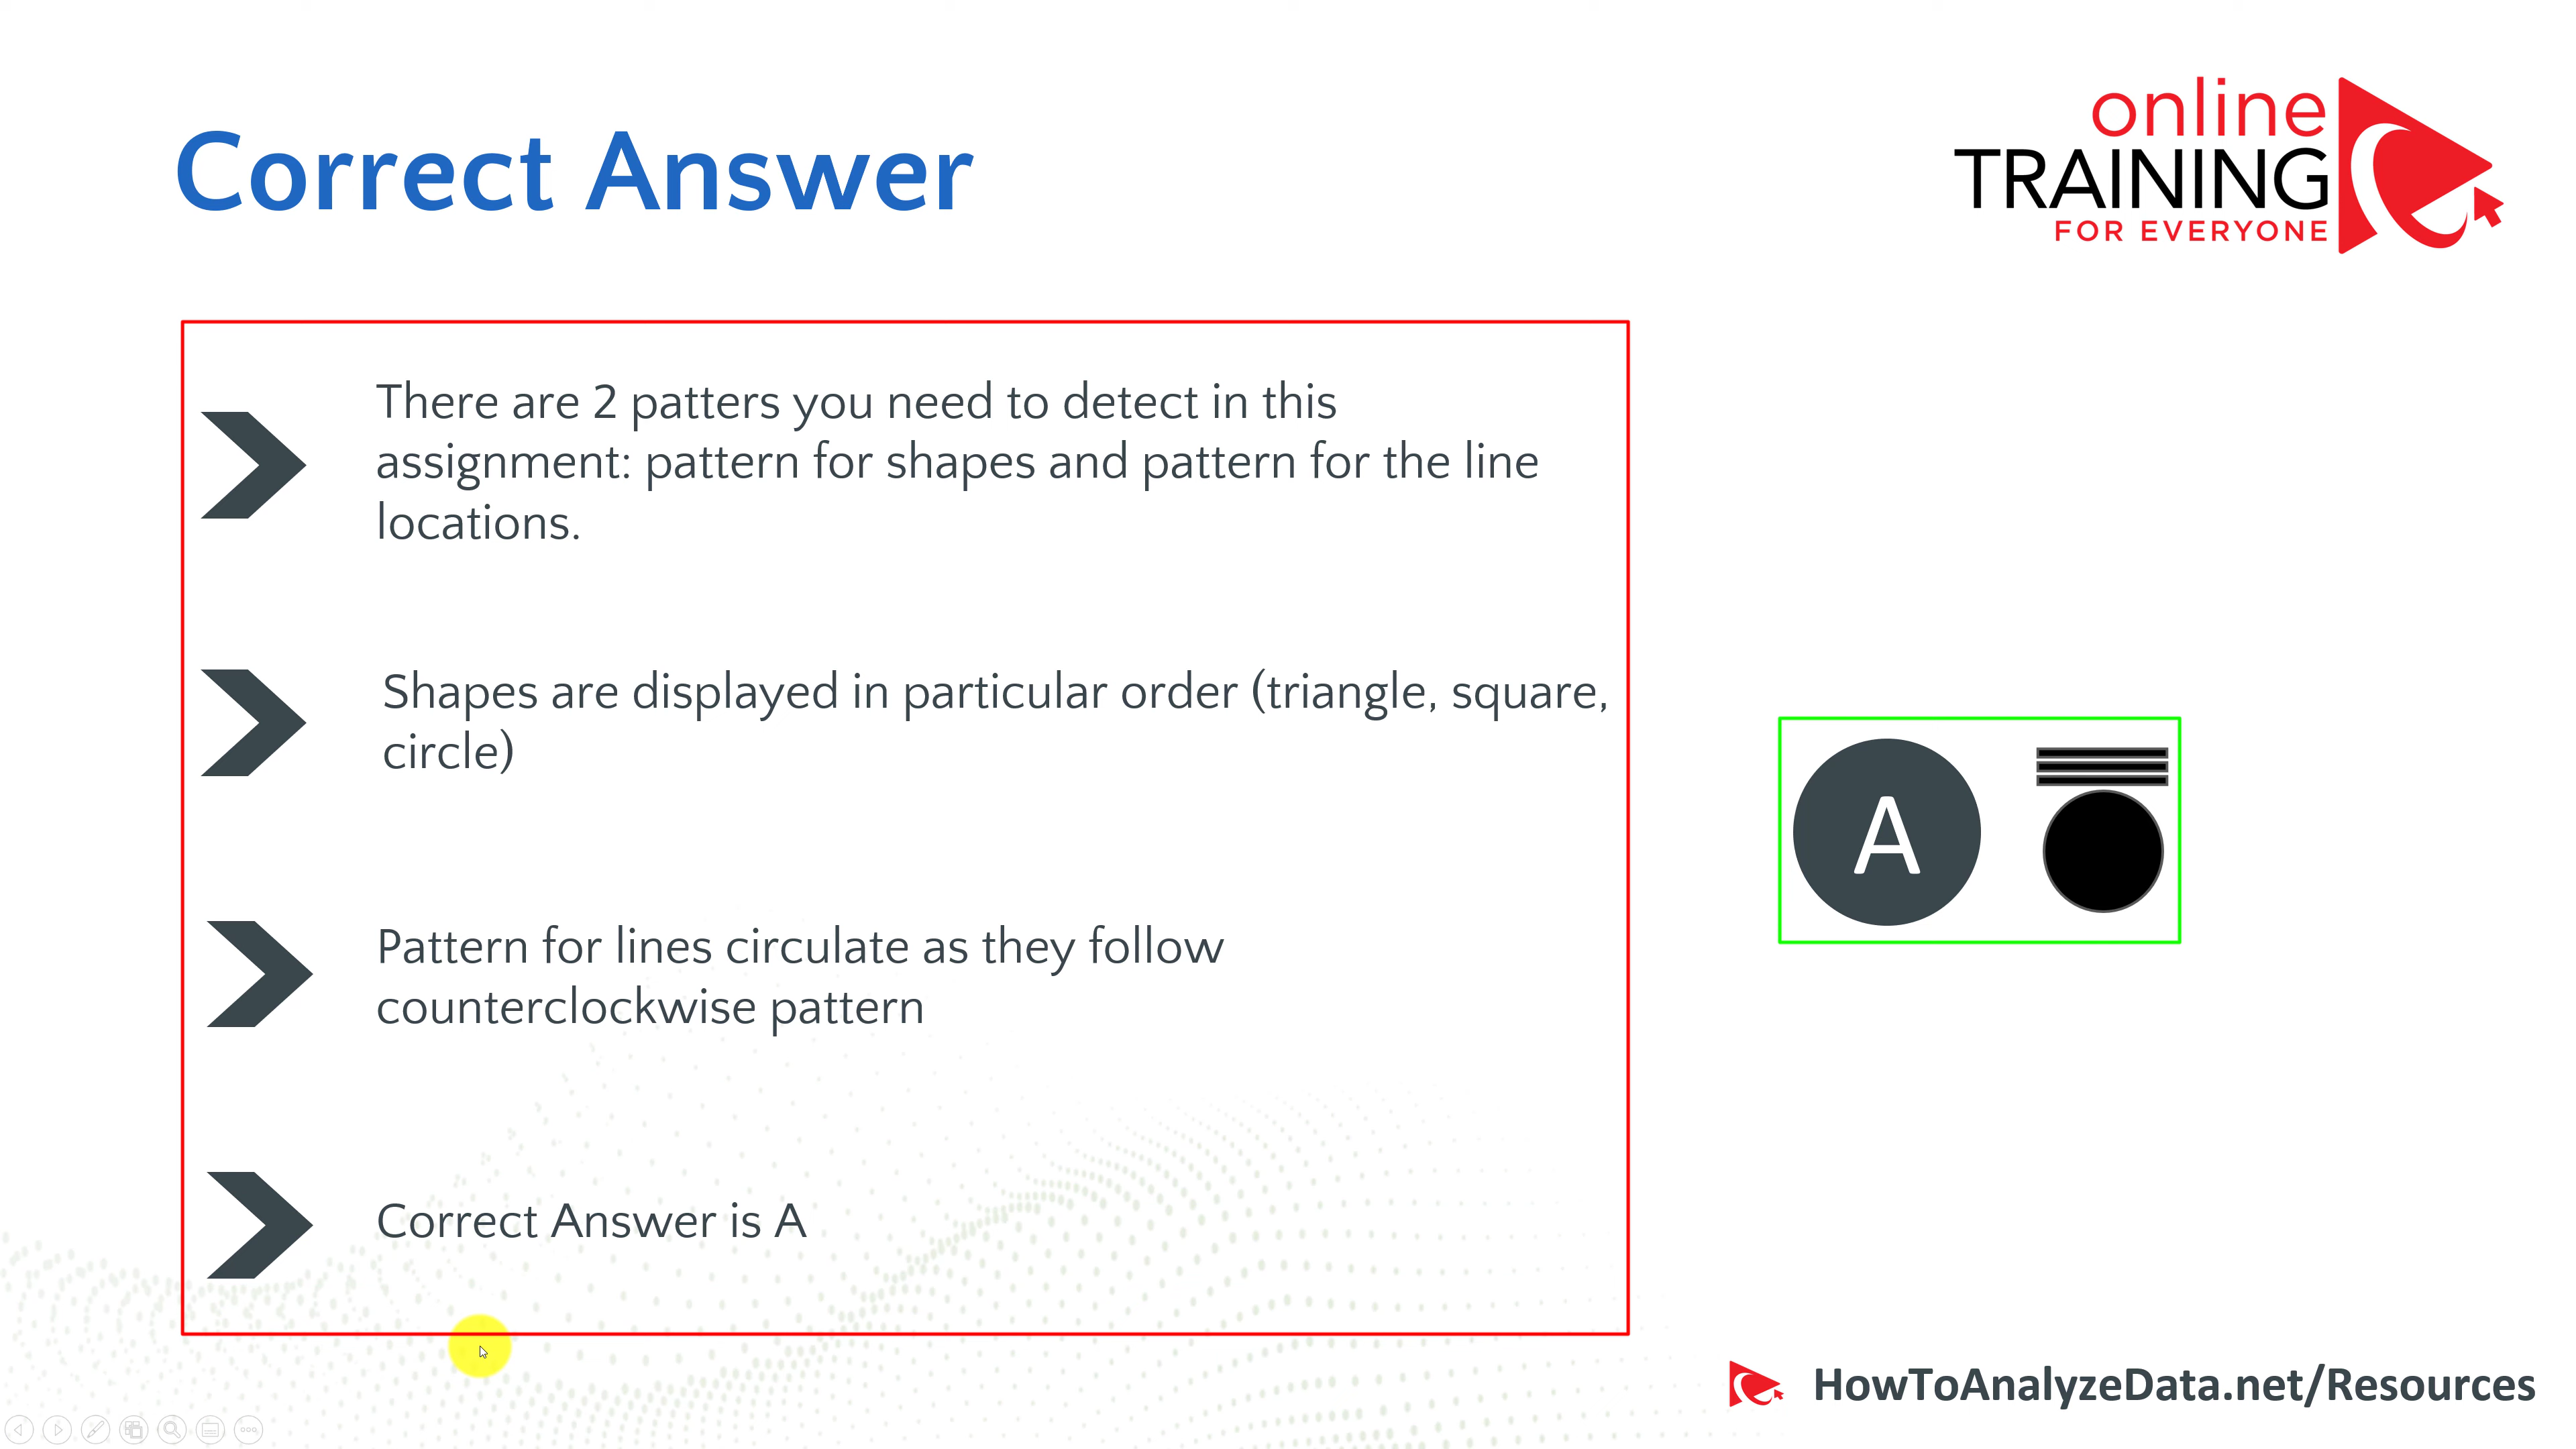 Correct Answer
online
TRAINING
FOR EVERYONE
There are 2 patters you need to detect in this
assignment: pattern for shapes and pattern for the line
locations.
Shapes are displayed in particular order (triangle, square,
circle)
A
Pattern for lines circulate as they follow
counterclockwise pattern
Correct Answer is A
HowToAnalyzeData.net/Resources